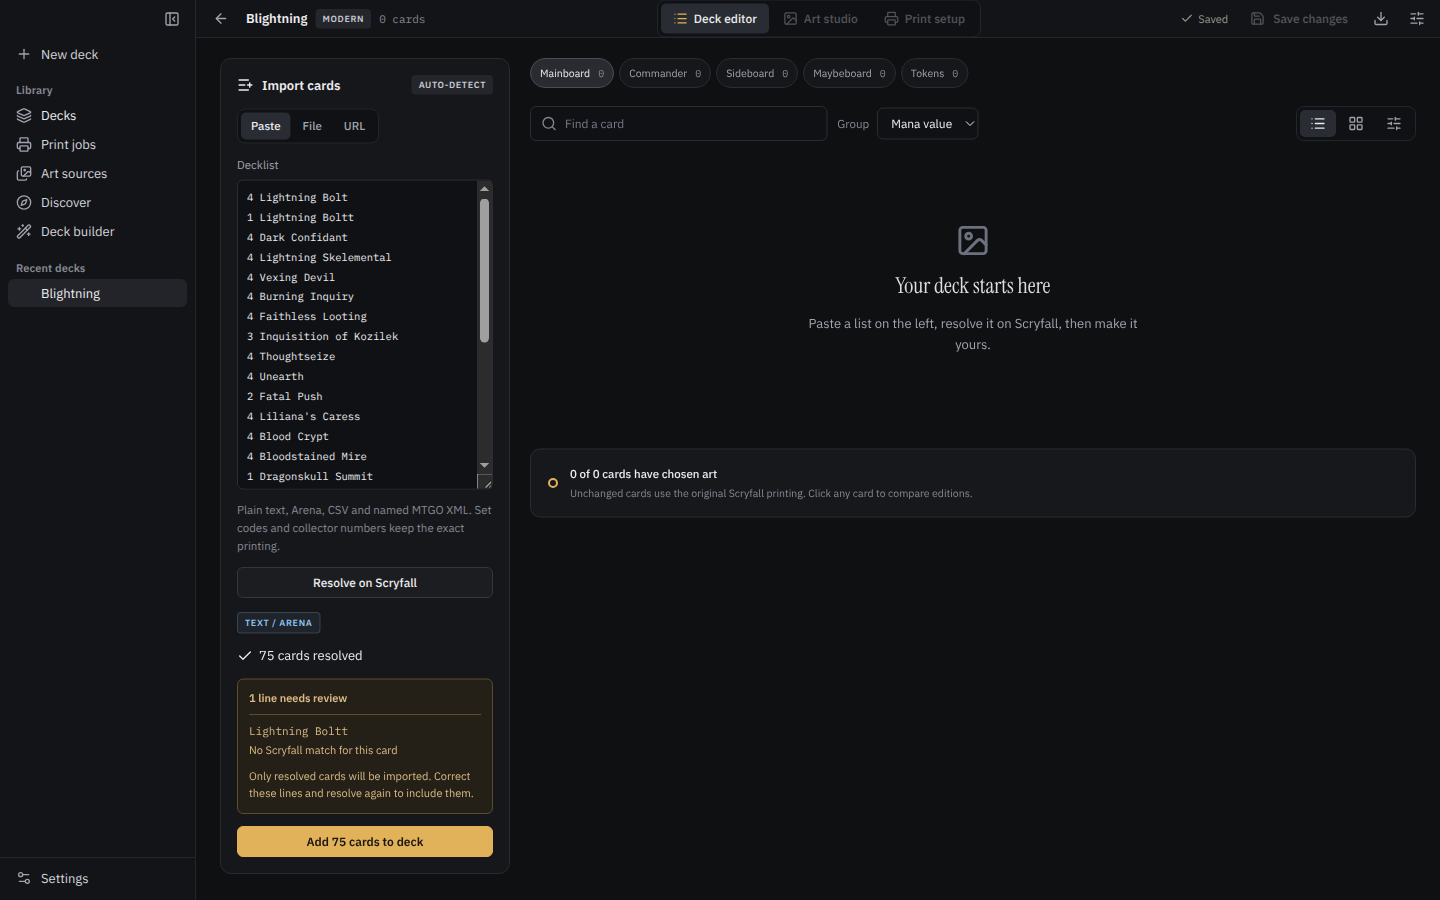 Blightning MODERN 0 cards
Deck editor Art studio Print setup
Saved Save changes
New deck
Library
Decks
Print jobs
Art sources
Discover
Deck builder
Recent decks
Blightning
Settings
Import cards AUTO-DETECT
Paste File URL
Decklist
4 Lightning Bolt
1 Lightning Boltt
4 Dark Confidant
4 Lightning Skelemental
4 Vexing Devil
4 Burning Inquiry
4 Faithless Looting
3 Inquisition of Kozilek
4 Thoughtseize
4 Unearth
2 Fatal Push
4 Liliana's Caress
4 Blood Crypt
4 Bloodstained Mire
1 Dragonskull Summit
Plain text, Arena, CSV and named MTGO XML. Set
codes and collector numbers keep the exact
printing.
Resolve on Scryfall
TEXT / ARENA
75 cards resolved
1 line needs review
Lightning Boltt
No Scryfall match for this card
Only resolved cards will be imported. Correct
these lines and resolve again to include them.
Add 75 cards to deck
Mainboard 0 Commander 0 Sideboard 0 Maybeboard 0 Tokens 0
Find a card Group Mana value
Your deck starts here
Paste a list on the left, resolve it on Scryfall, then make it
yours.
0 of 0 cards have chosen art
Unchanged cards use the original Scryfall printing. Click any card to compare editions.